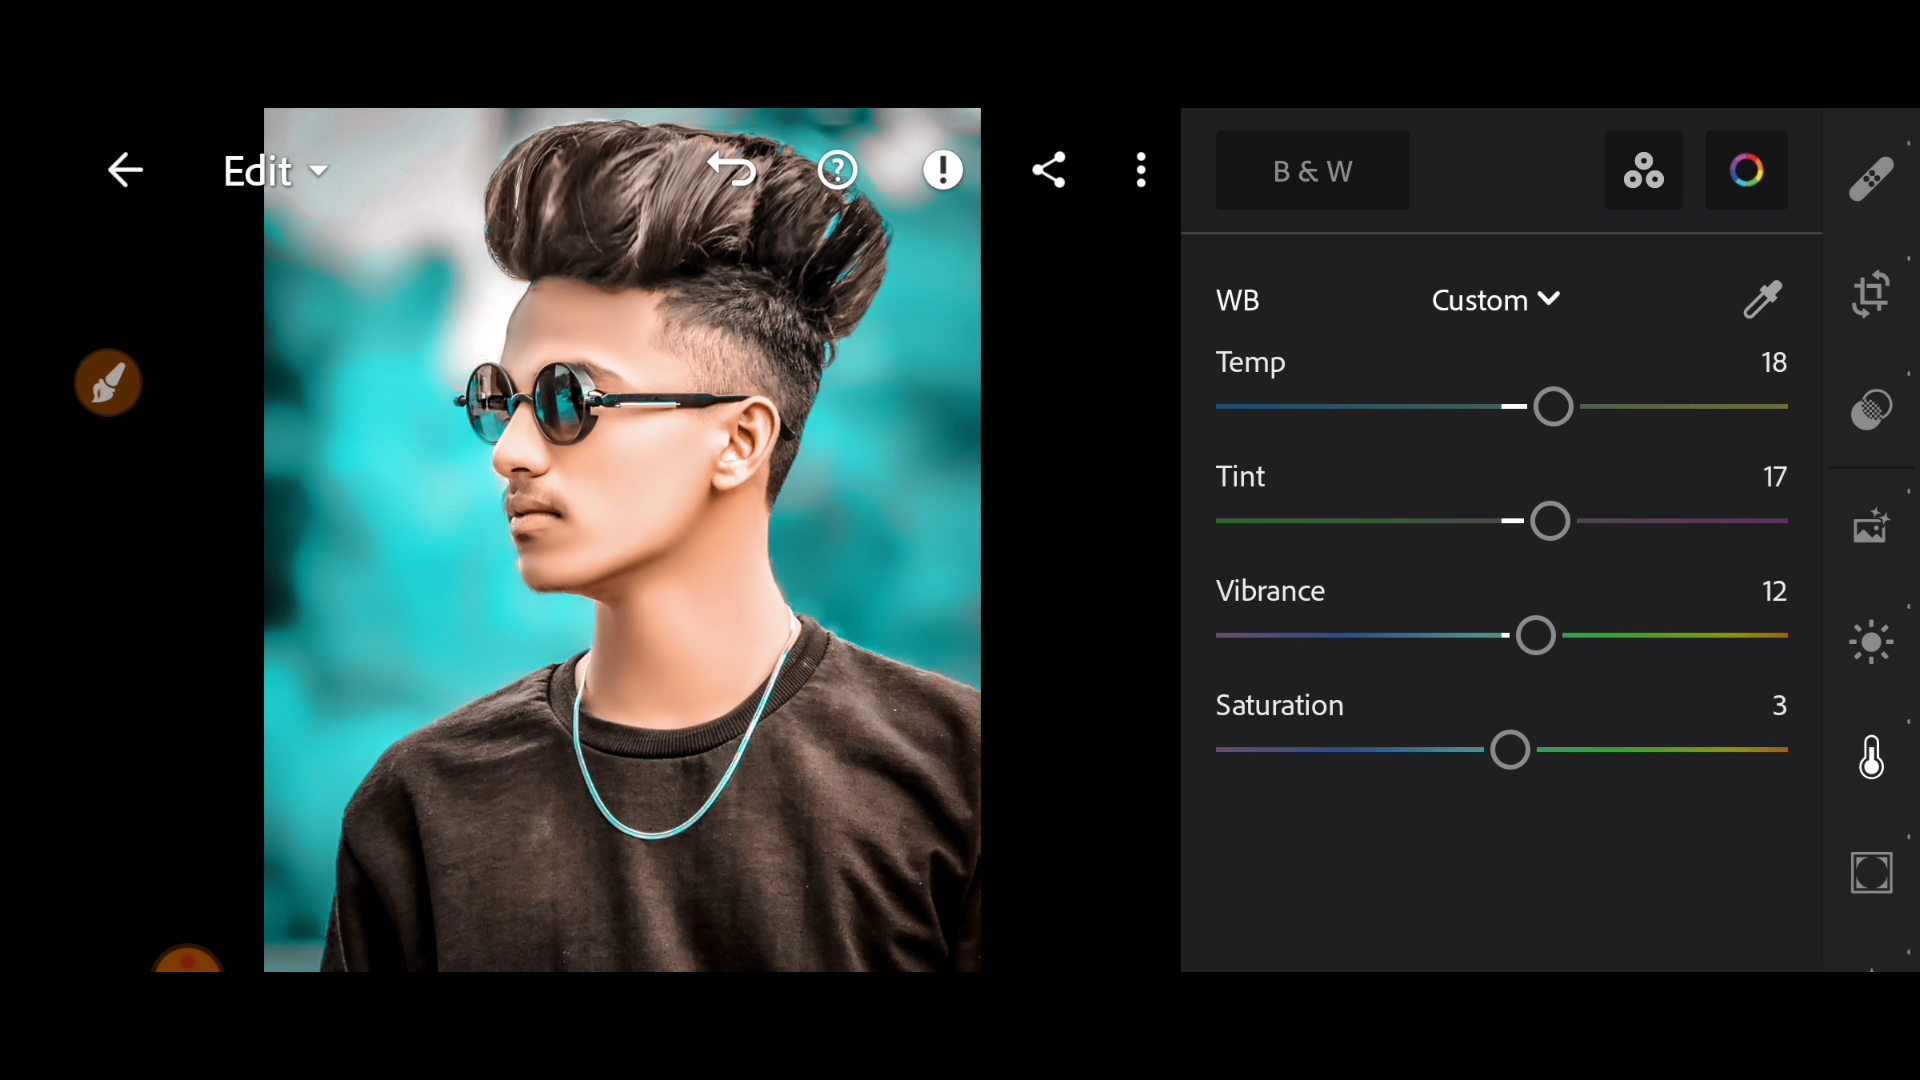 Edit
B & W
WB Custom
Temp 18
Tint 17
Vibrance 12
Saturation 3